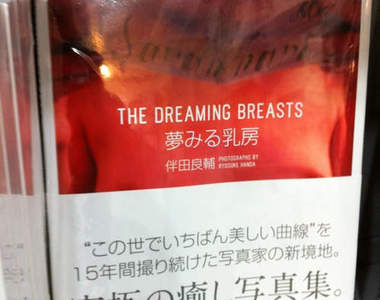 THE DREAMING BREASTS
夢みる乳房
伴田良輔 PHOTOGRAPHS BY
RYOSUKE HANDA
“この世でいちばん美しい曲線”を
15年間撮り続けた写真家の新境地。
究極の癒し写真集。